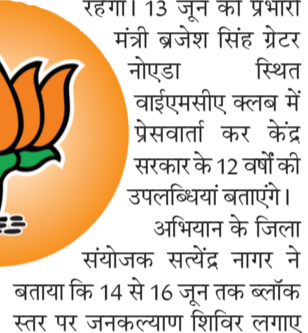 रहेगा। 13 जून को प्रभारी
मंत्री ब्रजेश सिंह ग्रेटर
नोएडा स्थित
वाईएमसीए क्लब में
प्रेसवार्ता कर केंद्र
सरकार के 12 वर्षों की
उपलब्धियां बताएंगे।
अभियान के जिला
संयोजक सत्येंद्र नागर ने
बताया कि 14 से 16 जून तक ब्लॉक
स्तर पर जनकल्याण शिविर लगाए